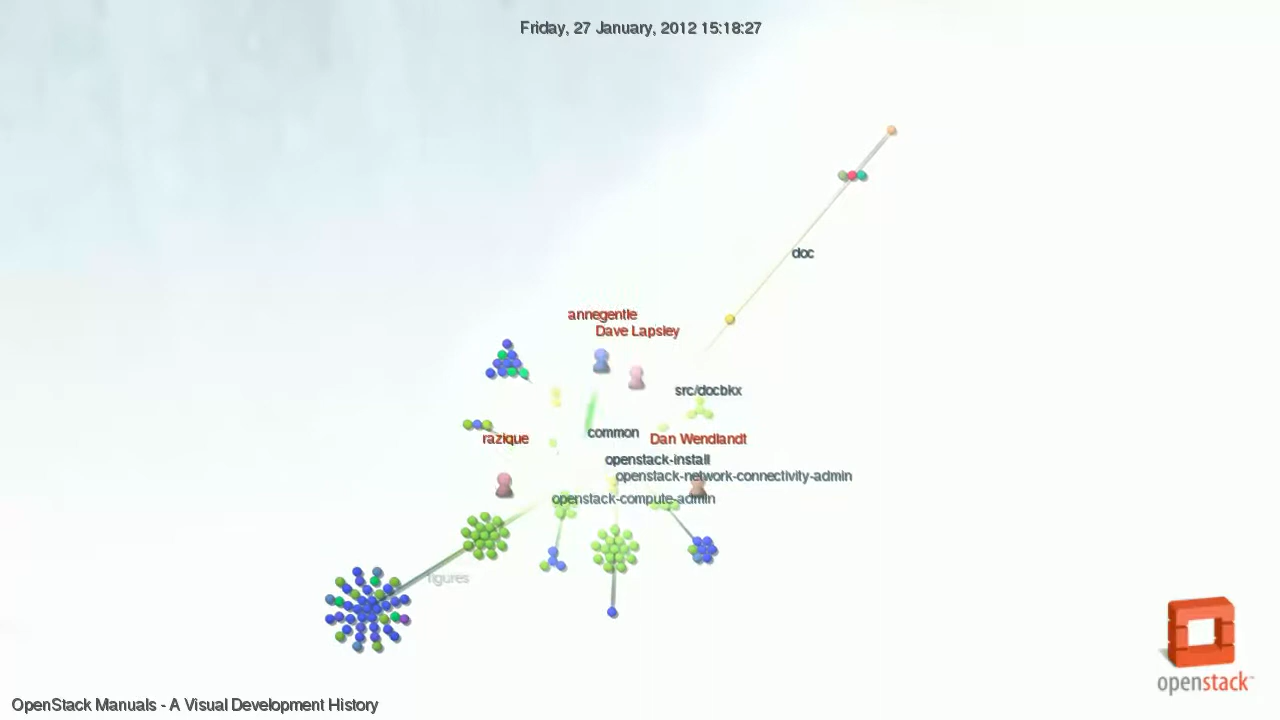 Friday, 27 January, 2012 15:18:27
doc
annegentle
Dave Lapsley
src/docbkx
common
razique
Dan Wendlandt
openstack-install
openstack-network-connectivity-admin
openstack-compute-admin
figures
openstack
OpenStack Manuals - A Visual Development History